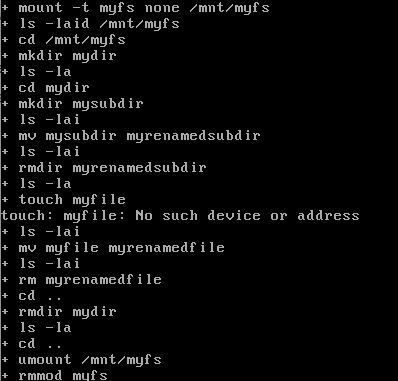 + mount -t myfs none /mnt/myfs
+ ls -laid /mnt/myfs
+ cd /mnt/myfs
+ mkdir mydir
+ ls -la
+ cd mydir
+ mkdir mysubdir
+ ls -lai
+ mv mysubdir myrenamedsubdir
+ ls -lai
+ rmdir myrenamedsubdir
+ ls -la
+ touch myfile
touch: myfile: No such device or address
+ ls -lai
+ mv myfile myrenamedfile
+ ls -lai
+ rm myrenamedfile
+ cd ..
+ rmdir mydir
+ ls -la
+ cd ..
+ umount /mnt/myfs
+ rmmod myfs